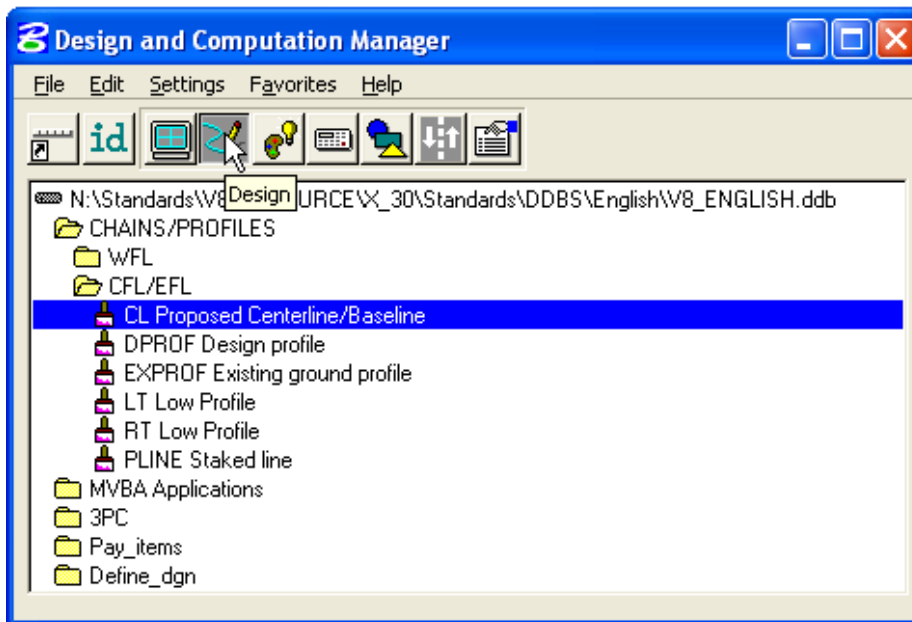 Design and Computation Manager
File Edit Settings Favorites Help
id
Design
N:\Standards\V8 URCE\X_30\Standards\DDBS\English\V8_ENGLISH.ddb
CHAINS/PROFILES
WFL
CFL/EFL
CL Proposed Centerline/Baseline
DPROF Design profile
EXPROF Existing ground profile
LT Low Profile
RT Low Profile
PLINE Staked line
MVBA Applications
3PC
Pay_items
Define_dgn